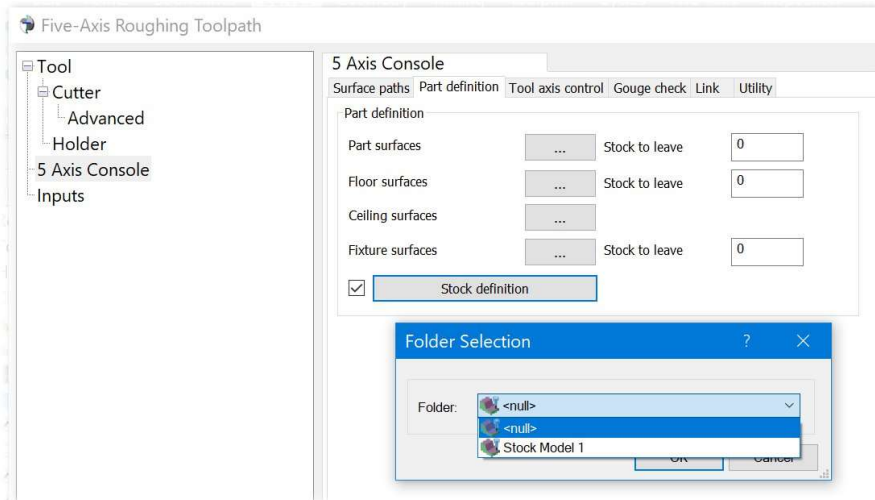 Five-Axis Roughing Toolpath
Tool
Cutter
Advanced
Holder
5 Axis Console
Inputs
5 Axis Console
Surface paths Part definition Tool axis control Gouge check Link Utility
Part definition
Part surfaces ... Stock to leave 0
Floor surfaces ... Stock to leave 0
Ceiling surfaces ...
Fixture surfaces ... Stock to leave 0
Stock definition
Folder Selection ?
Folder: <null>
<null>
Stock Model 1
OK Cancel